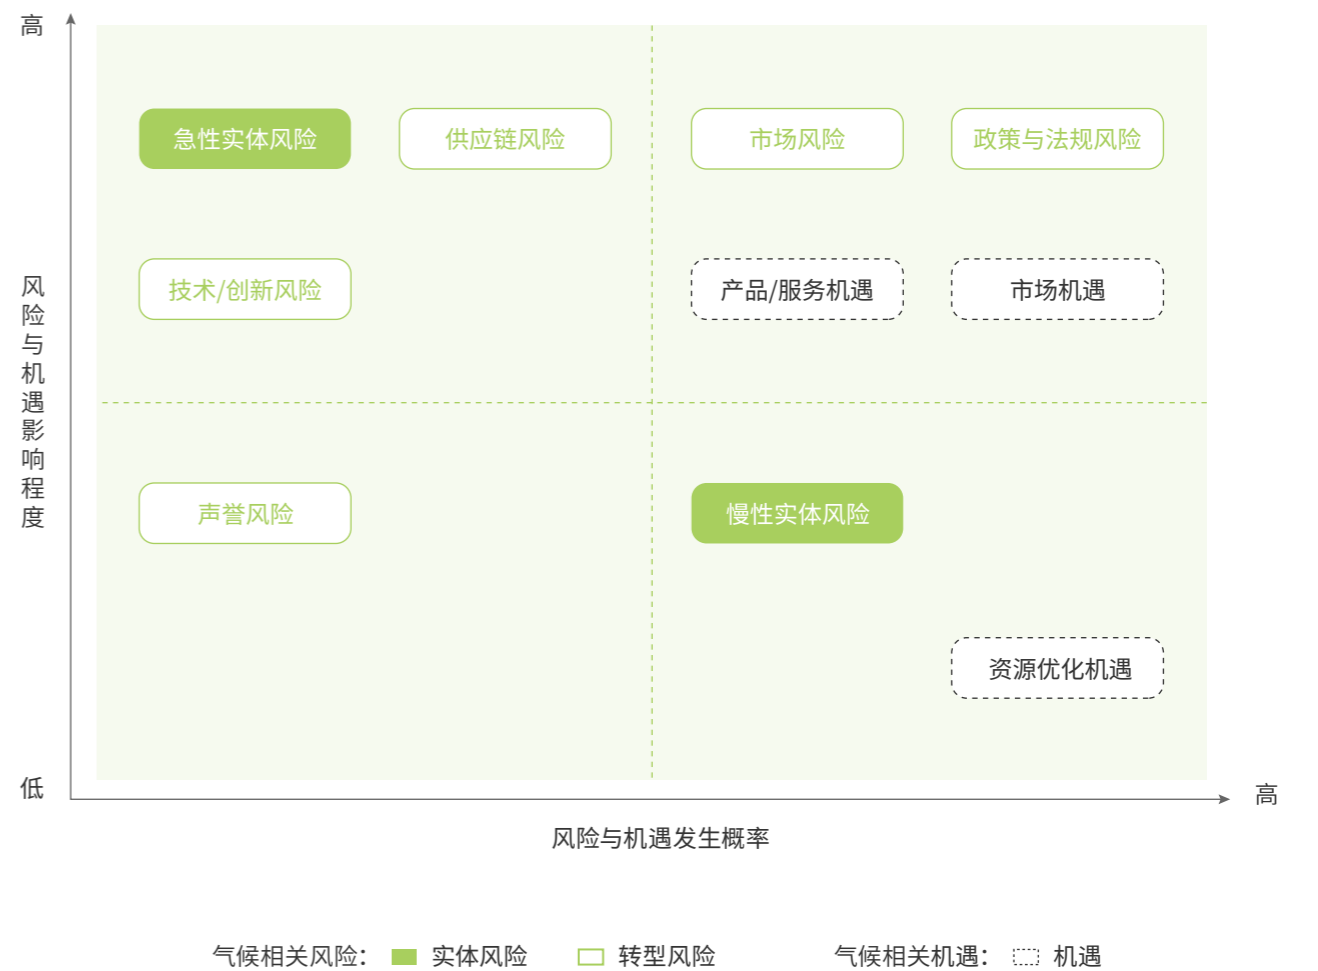 高
急性实体风险
供应链风险
市场风险
政策与法规风险
技术/创新风险
产品/服务机遇
市场机遇
风险与机遇影响程度
声誉风险
慢性实体风险
资源优化机遇
低
高
风险与机遇发生概率
气候相关风险： 实体风险 转型风险 气候相关机遇： 机遇